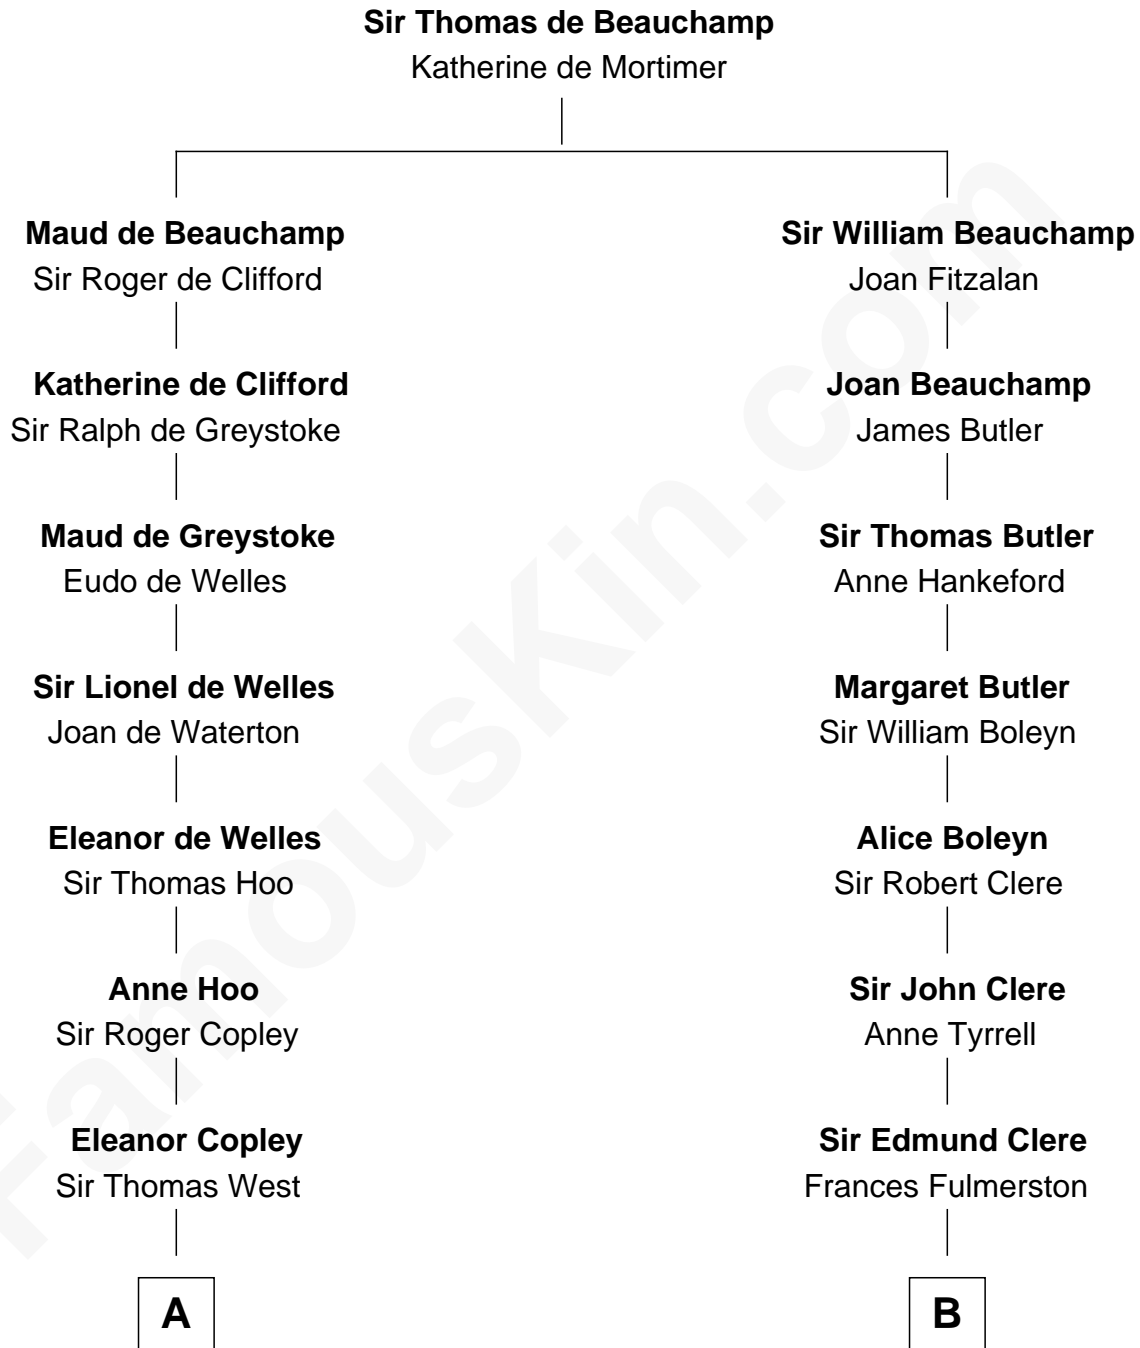 Sir Thomas de Beauchamp
Katherine de Mortimer
Maud de Beauchamp
Sir Roger de Clifford
Sir William Beauchamp
Joan Fitzalan
Katherine de Clifford
Sir Ralph de Greystoke
Joan Beauchamp
James Butler
Maud de Greystoke
Eudo de Welles
Sir Thomas Butler
Anne Hankeford
Sir Lionel de Welles
Joan de Waterton
Margaret Butler
Sir William Boleyn
Eleanor de Welles
Sir Thomas Hoo
Alice Boleyn
Sir Robert Clere
Anne Hoo
Sir Roger Copley
Sir John Clere
Anne Tyrrell
Eleanor Copley
Sir Thomas West
Sir Edmund Clere
Frances Fulmerston
A
B
FamousKin.com